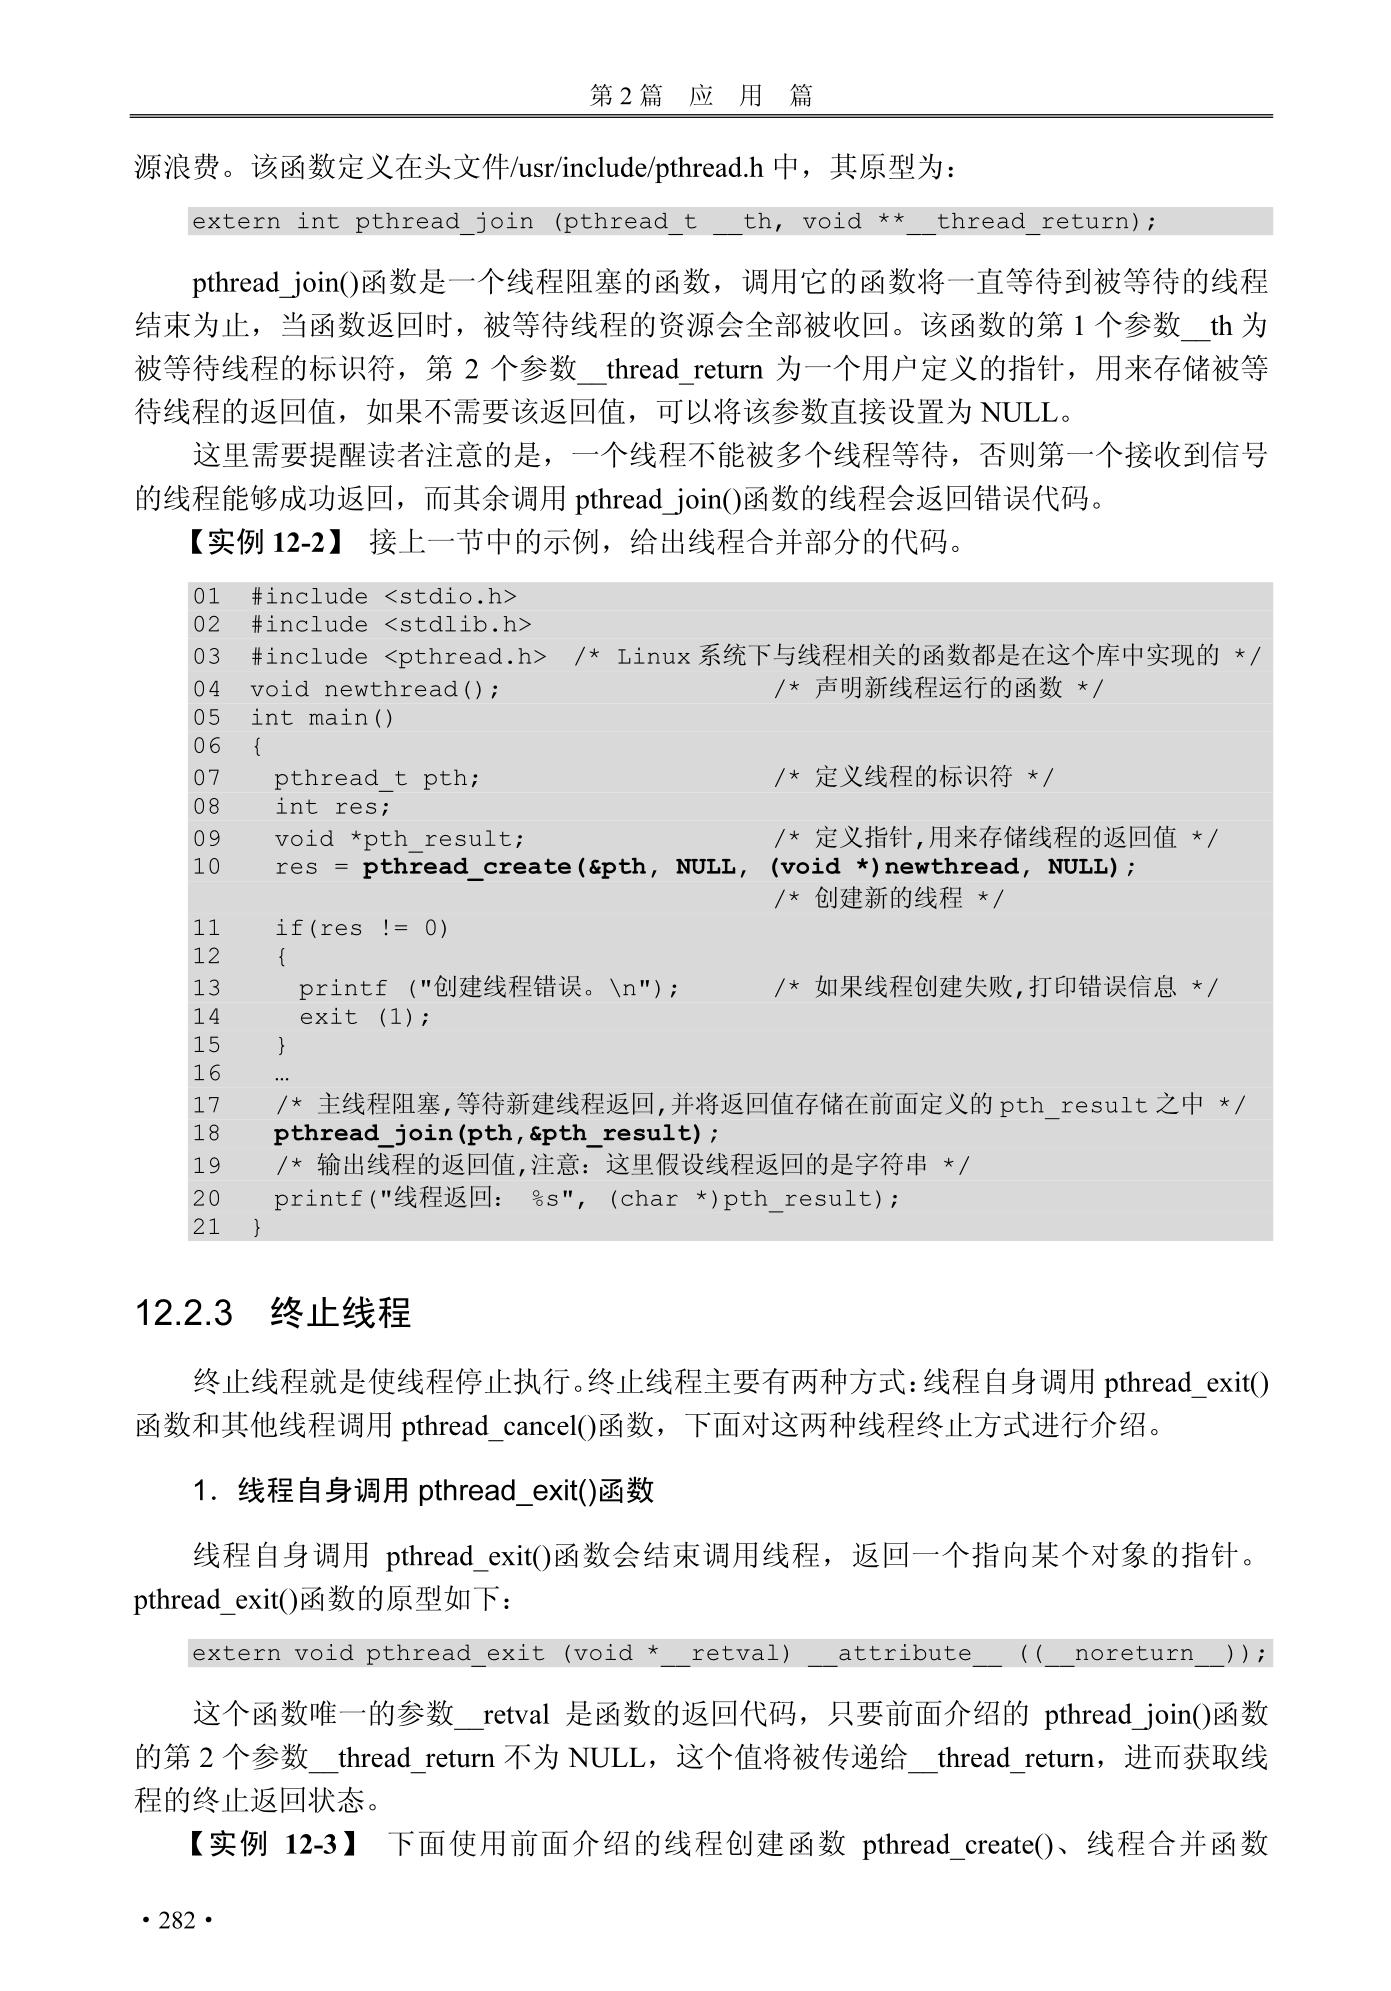 第2篇 应 用 篇
源浪费。该函数定义在头文件/usr/include/pthread.h 中，其原型为：
extern int pthread_join (pthread_t __th, void **__thread_return);
pthread_join()函数是一个线程阻塞的函数，调用它的函数将一直等待到被等待的线程
结束为止，当函数返回时，被等待线程的资源会全部被收回。该函数的第 1 个参数__th 为
被等待线程的标识符，第 2 个参数__thread_return 为一个用户定义的指针，用来存储被等
待线程的返回值，如果不需要该返回值，可以将该参数直接设置为 NULL。
这里需要提醒读者注意的是，一个线程不能被多个线程等待，否则第一个接收到信号
的线程能够成功返回，而其余调用 pthread_join()函数的线程会返回错误代码。
【实例 12-2】 接上一节中的示例，给出线程合并部分的代码。
01 #include <stdio.h>
02 #include <stdlib.h>
03 #include <pthread.h> /* Linux 系统下与线程相关的函数都是在这个库中实现的 */
04 void newthread(); /* 声明新线程运行的函数 */
05 int main()
06 {
07 pthread_t pth; /* 定义线程的标识符 */
08 int res;
09 void *pth_result; /* 定义指针,用来存储线程的返回值 */
10 res = pthread_create(&pth, NULL, (void *)newthread, NULL);
/* 创建新的线程 */
11 if(res != 0)
12 {
13 printf ("创建线程错误。\n"); /* 如果线程创建失败,打印错误信息 */
14 exit (1);
15 }
16 …
17 /* 主线程阻塞,等待新建线程返回,并将返回值存储在前面定义的 pth_result 之中 */
18 pthread_join(pth,&pth_result);
19 /* 输出线程的返回值,注意：这里假设线程返回的是字符串 */
20 printf("线程返回： %s", (char *)pth_result);
21 }
12.2.3 终止线程
终止线程就是使线程停止执行。终止线程主要有两种方式：线程自身调用 pthread_exit()
函数和其他线程调用 pthread_cancel()函数，下面对这两种线程终止方式进行介绍。
1．线程自身调用 pthread_exit()函数
线程自身调用 pthread_exit()函数会结束调用线程，返回一个指向某个对象的指针。
pthread_exit()函数的原型如下：
extern void pthread_exit (void *__retval) __attribute__ ((__noreturn__));
这个函数唯一的参数__retval 是函数的返回代码，只要前面介绍的 pthread_join()函数
的第 2 个参数__thread_return 不为 NULL，这个值将被传递给__thread_return，进而获取线
程的终止返回状态。
【实例 12-3】 下面使用前面介绍的线程创建函数 pthread_create()、线程合并函数
·282·